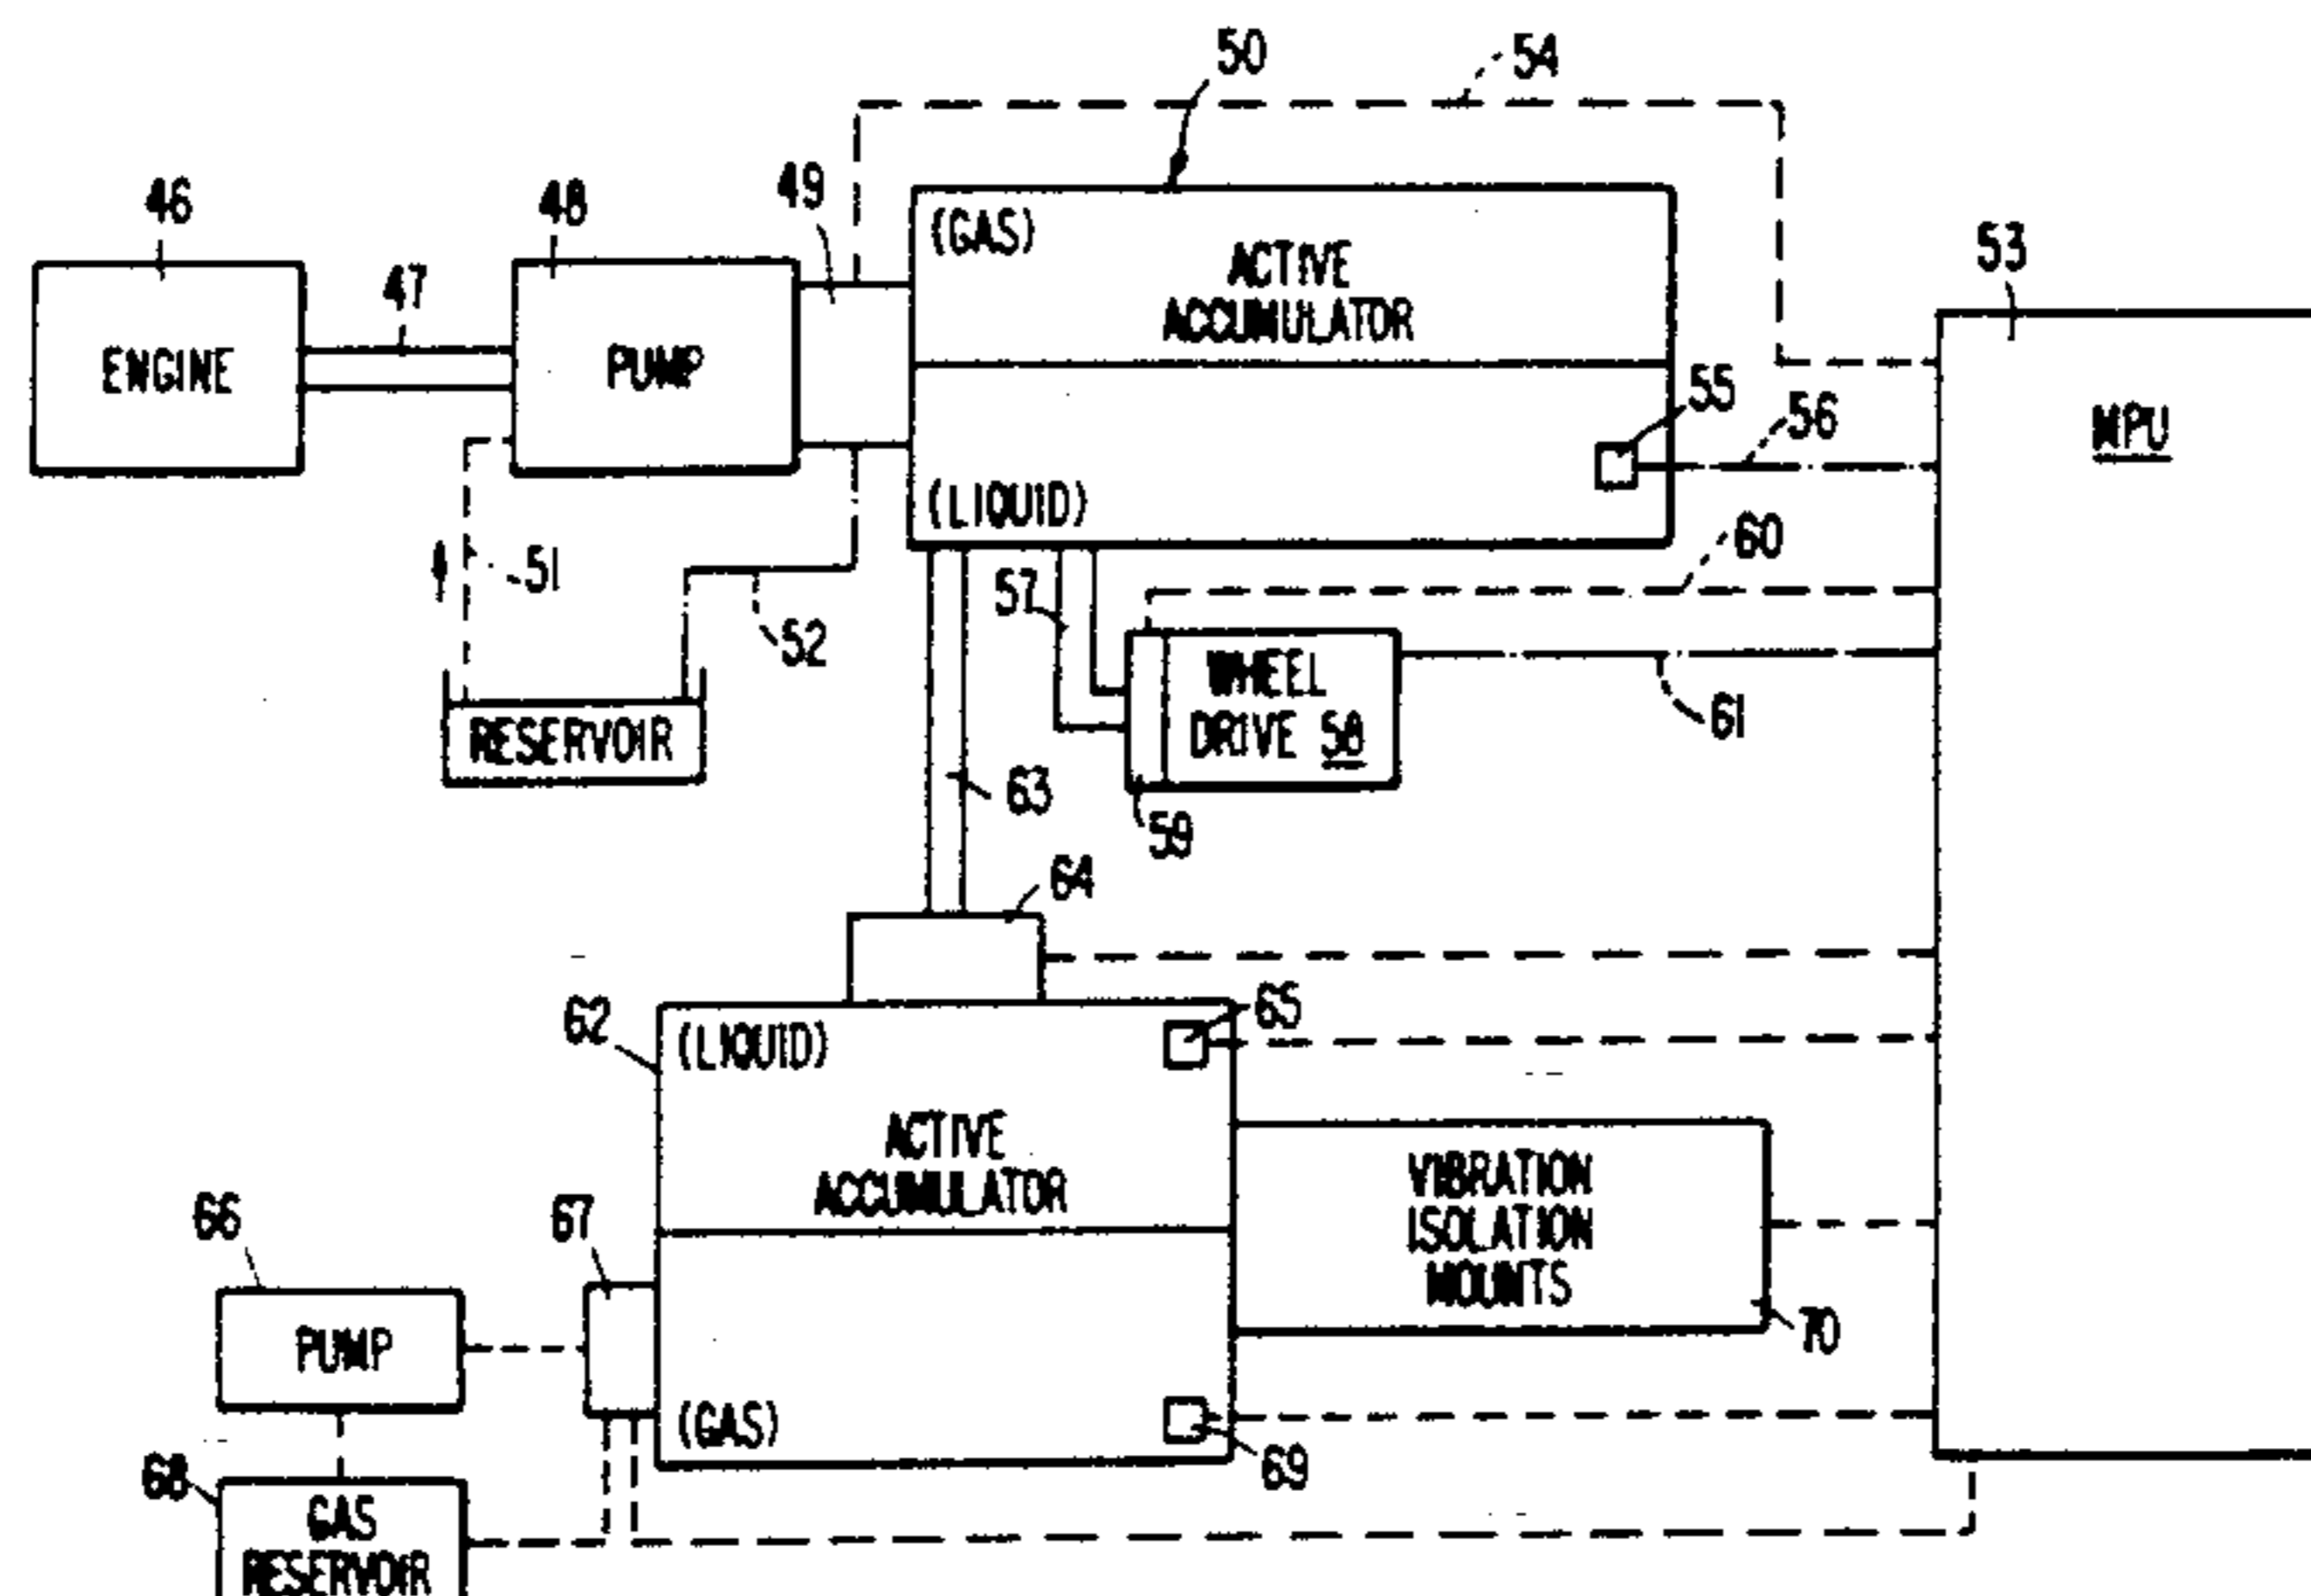 50
54
46
48
49
(GAS)
53
47
ACTIVE
ACCUMULATOR
ENGINE
PUMP
55
56
MPU
(LIQUID)
51
57
60
52
WHEEL
DRIVE 58
61
RESERVOIR
63
59
64
62
(LIQUID)
65
ACTIVE
ACCUMULATOR
VIBRATION
ISOLATION
MOUNTS
66
67
PUMP
70
(GAS)
68
69
GAS
RESERVOIR